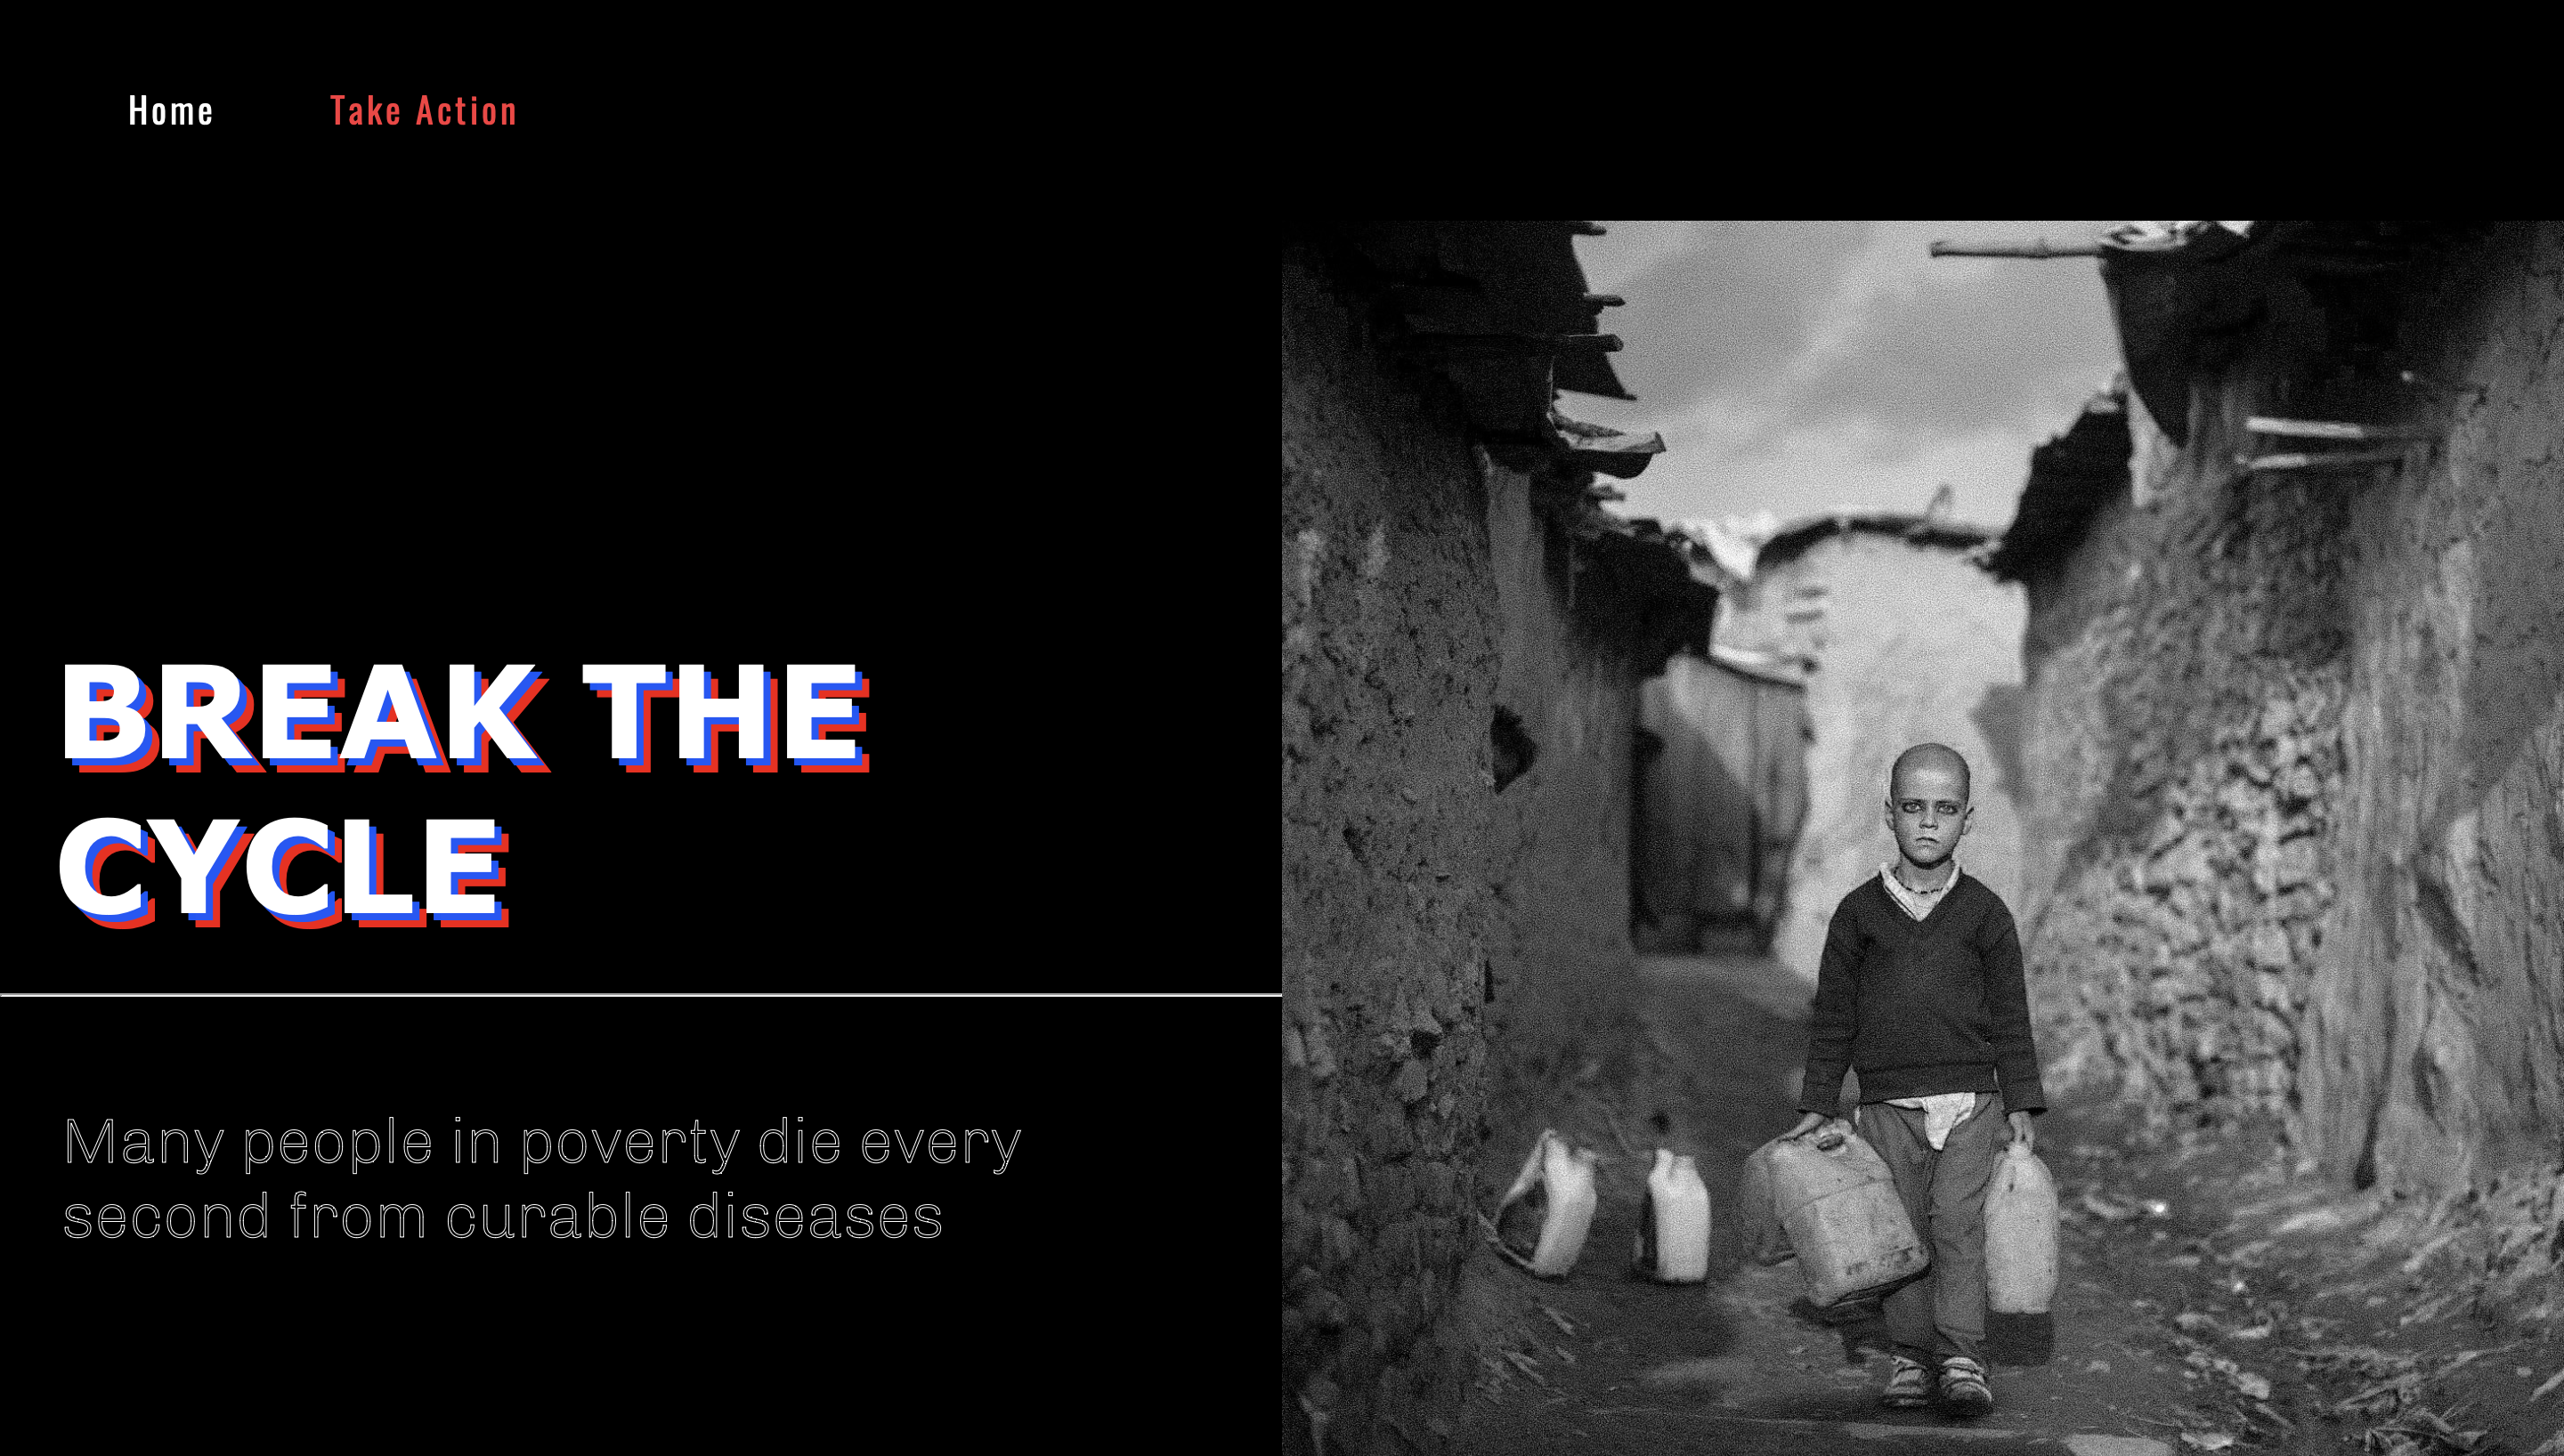 Home Take Action
BREAK THE
CYCLE
Many people in poverty die every
second from curable diseases